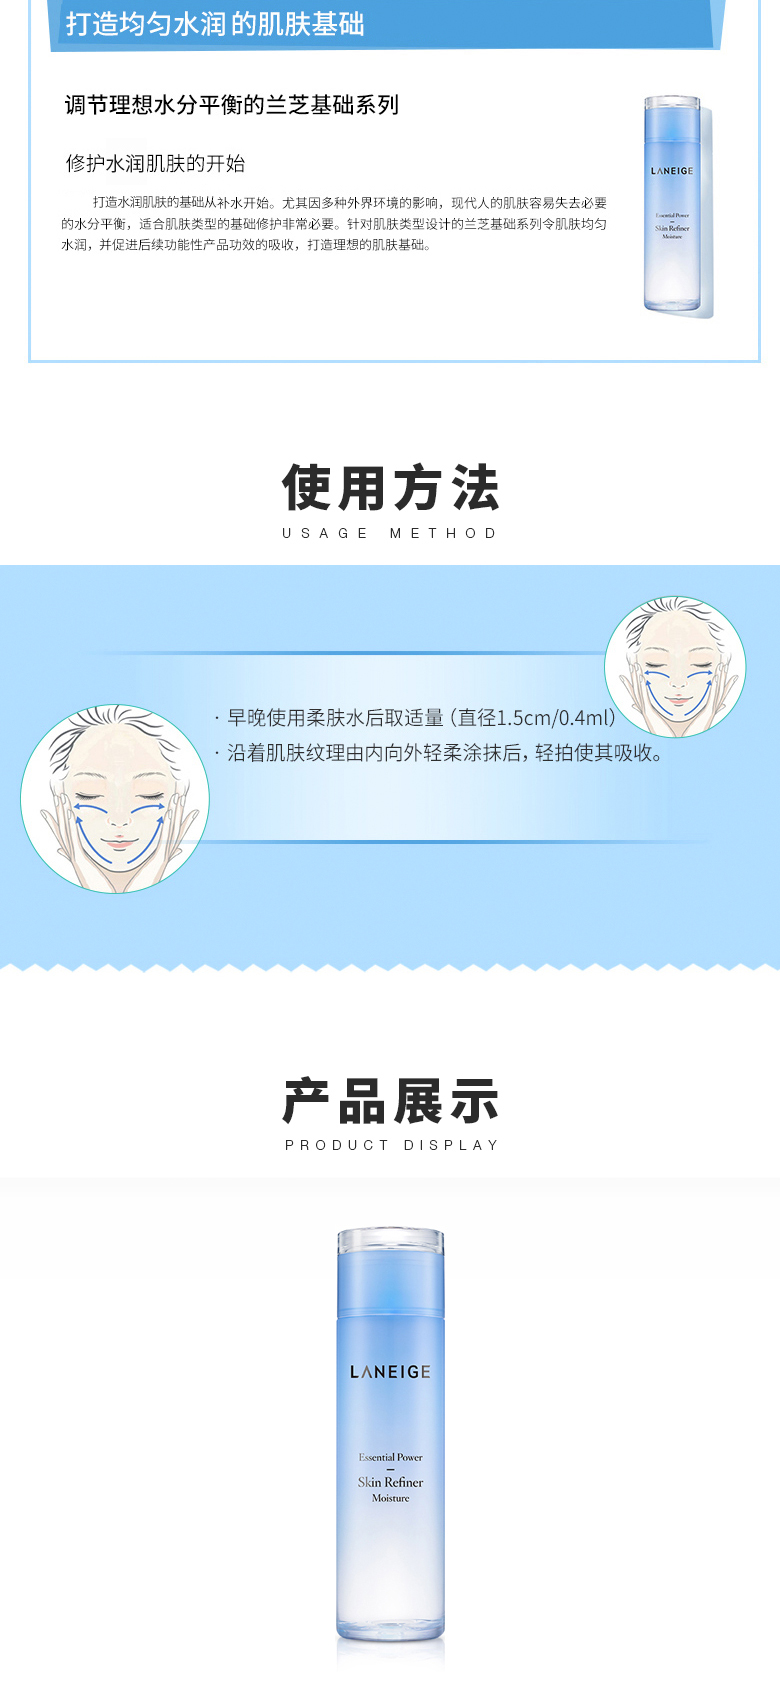 打造均匀水润的肌肤基础
调节理想水分平衡的兰芝基础系列
修护水润肌肤的开始
打造水润肌肤的基础从补水开始。尤其因多种外界环境的影响，现代人的肌肤容易失去必要
的水分平衡，适合肌肤类型的基础修护非常必要。针对肌肤类型设计的兰芝基础系列令肌肤均匀
水润，并促进后续功能性产品功效的吸收，打造理想的肌肤基础。
LANEIGE
Essential Power
Skin Refiner
Moisture
使用方法
USAGE METHOD
· 早晚使用柔肤水后取适量（直径1.5cm/0.4ml）
· 沿着肌肤纹理由内向外轻柔涂抹后，轻拍使其吸收。
产品展示
PRODUCT DISPLAY
LANEIGE
Essential Power
Skin Refiner
Moisture